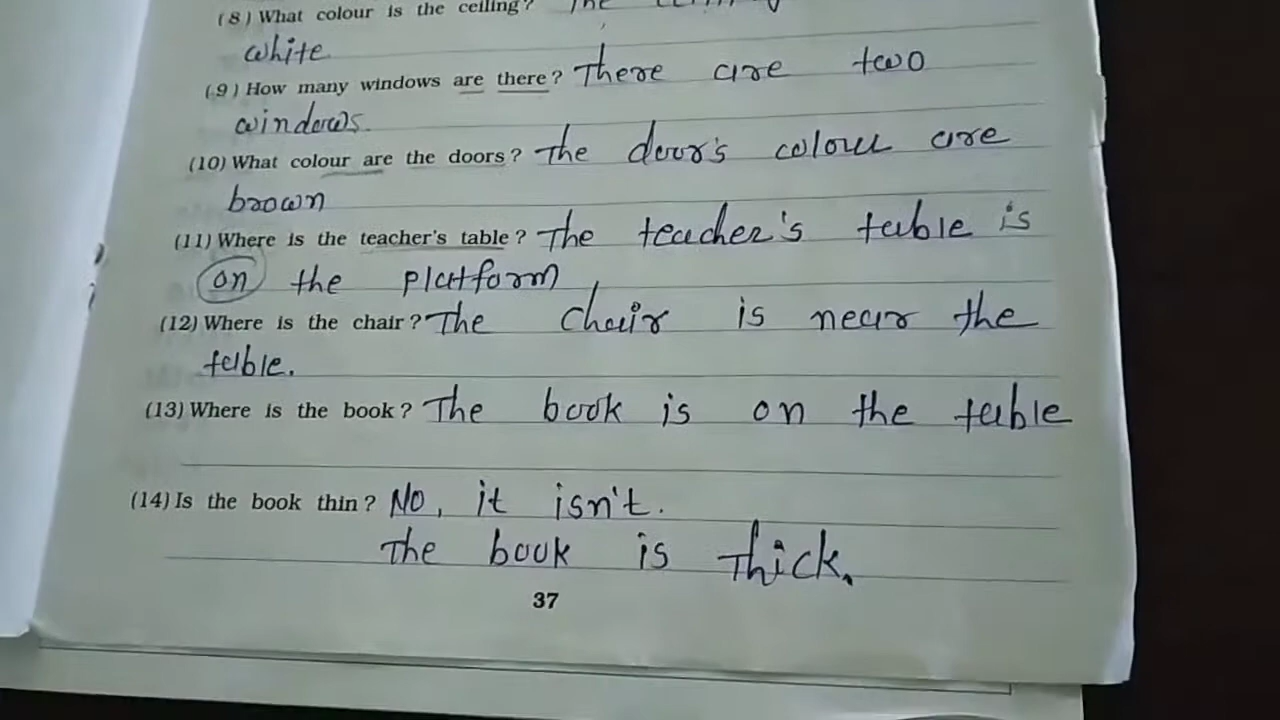 (8) What colour is the ceiling? The
white
(9) How many windows are there? There are two
windows.
(10) What colour are the doors? The door's colour are
brown
(11) Where is the teacher's table? The teacher's table is
on the platform
(12) Where is the chair? The chair is near the
table.
(13) Where is the book? The book is on the table
(14) Is the book thin? No, it isn't.
The book is thick.
37